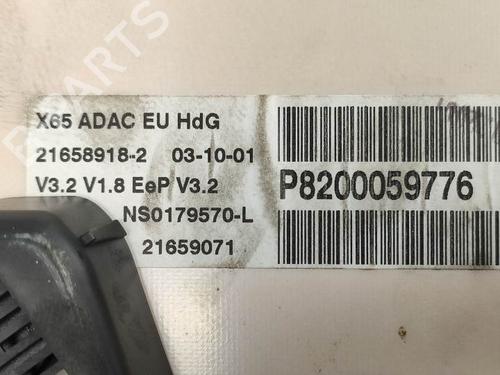 X65 ADAC EU HdG
21658918-2 03-10-01
V3.2 V1.8 EeP V3.2
NS0179570-L
21659071
P8200059776